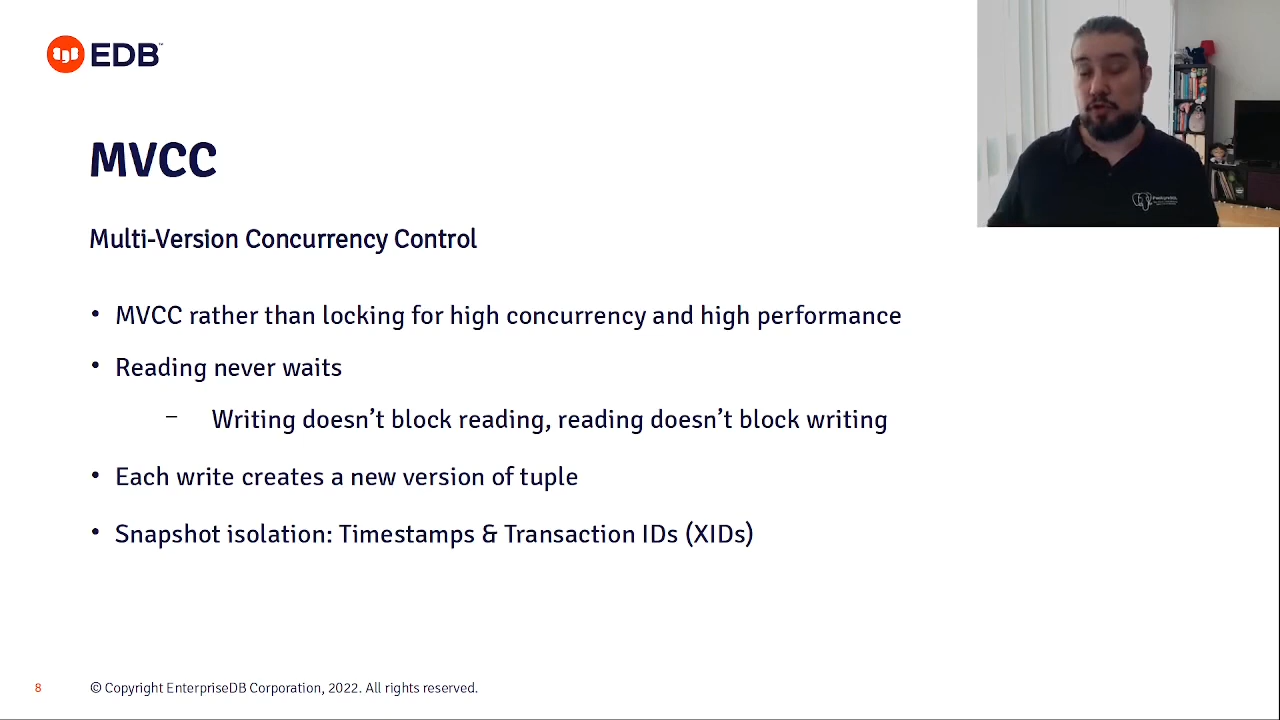 EDB™
MVCC
Multi-Version Concurrency Control
• MVCC rather than locking for high concurrency and high performance
• Reading never waits
– Writing doesn’t block reading, reading doesn’t block writing
• Each write creates a new version of tuple
• Snapshot isolation: Timestamps & Transaction IDs (XIDs)
8
© Copyright EnterpriseDB Corporation, 2022. All rights reserved.